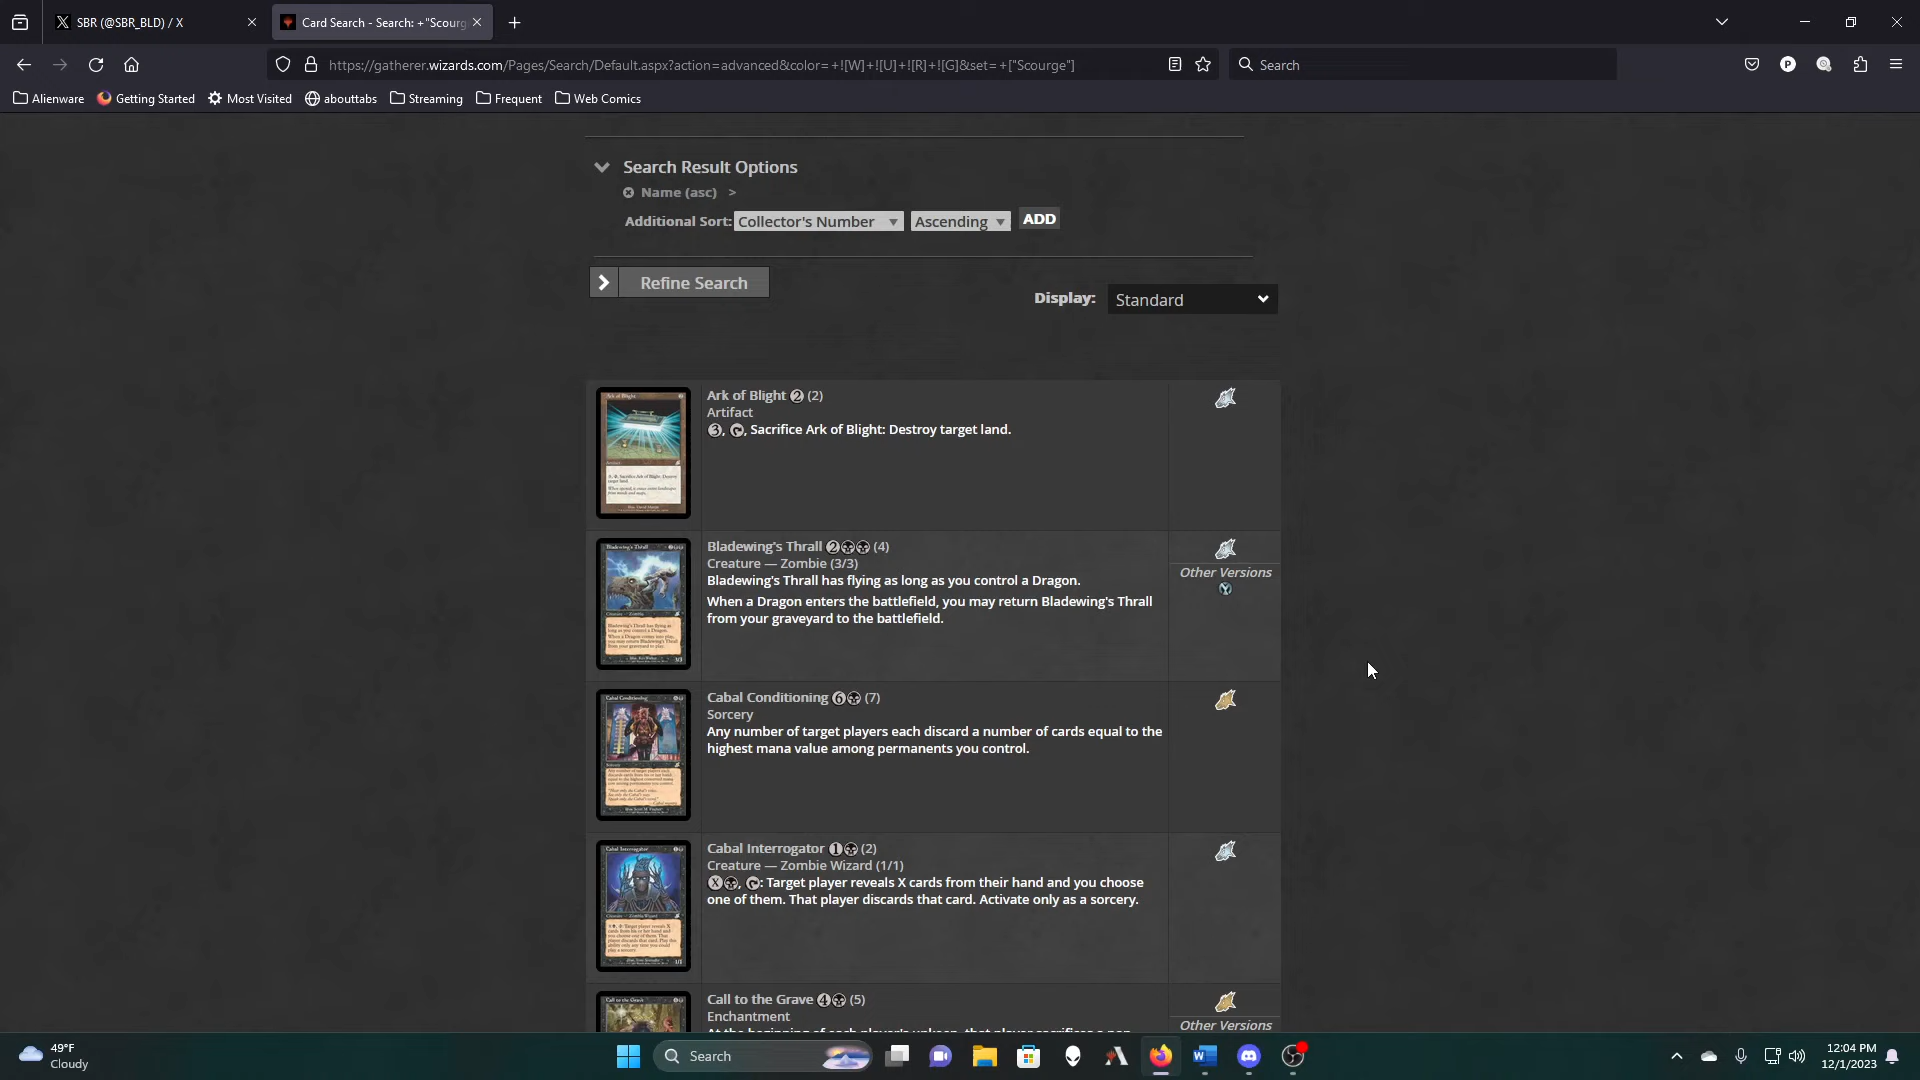 SBR (@SBR_BLD) / X
Card Search - Search: +"Scourg
https://gatherer.wizards.com/Pages/Search/Default.aspx?action=advanced&color=+![W]+![U]+![R]+![G]&set=+["Scourge"]
Search
Alienware
Getting Started
Most Visited
abouttabs
Streaming
Frequent
Web Comics
Search Result Options
Name (asc) >
Additional Sort: Collector's Number Ascending ADD
Refine Search
Display: Standard
Ark of Blight 2 (2)
Artifact
3, , Sacrifice Ark of Blight: Destroy target land.
Bladewing's Thrall 2 (4)
Creature — Zombie (3/3)
Bladewing's Thrall has flying as long as you control a Dragon.
When a Dragon enters the battlefield, you may return Bladewing's Thrall
from your graveyard to the battlefield.
Other Versions
Cabal Conditioning 6 (7)
Sorcery
Any number of target players each discard a number of cards equal to the
highest mana value among permanents you control.
Cabal Interrogator 1 (2)
Creature — Zombie Wizard (1/1)
X, : Target player reveals X cards from their hand and you choose
one of them. That player discards that card. Activate only as a sorcery.
Call to the Grave 4 (5)
Enchantment
Other Versions
49°F
Cloudy
Search
12:04 PM
12/1/2023